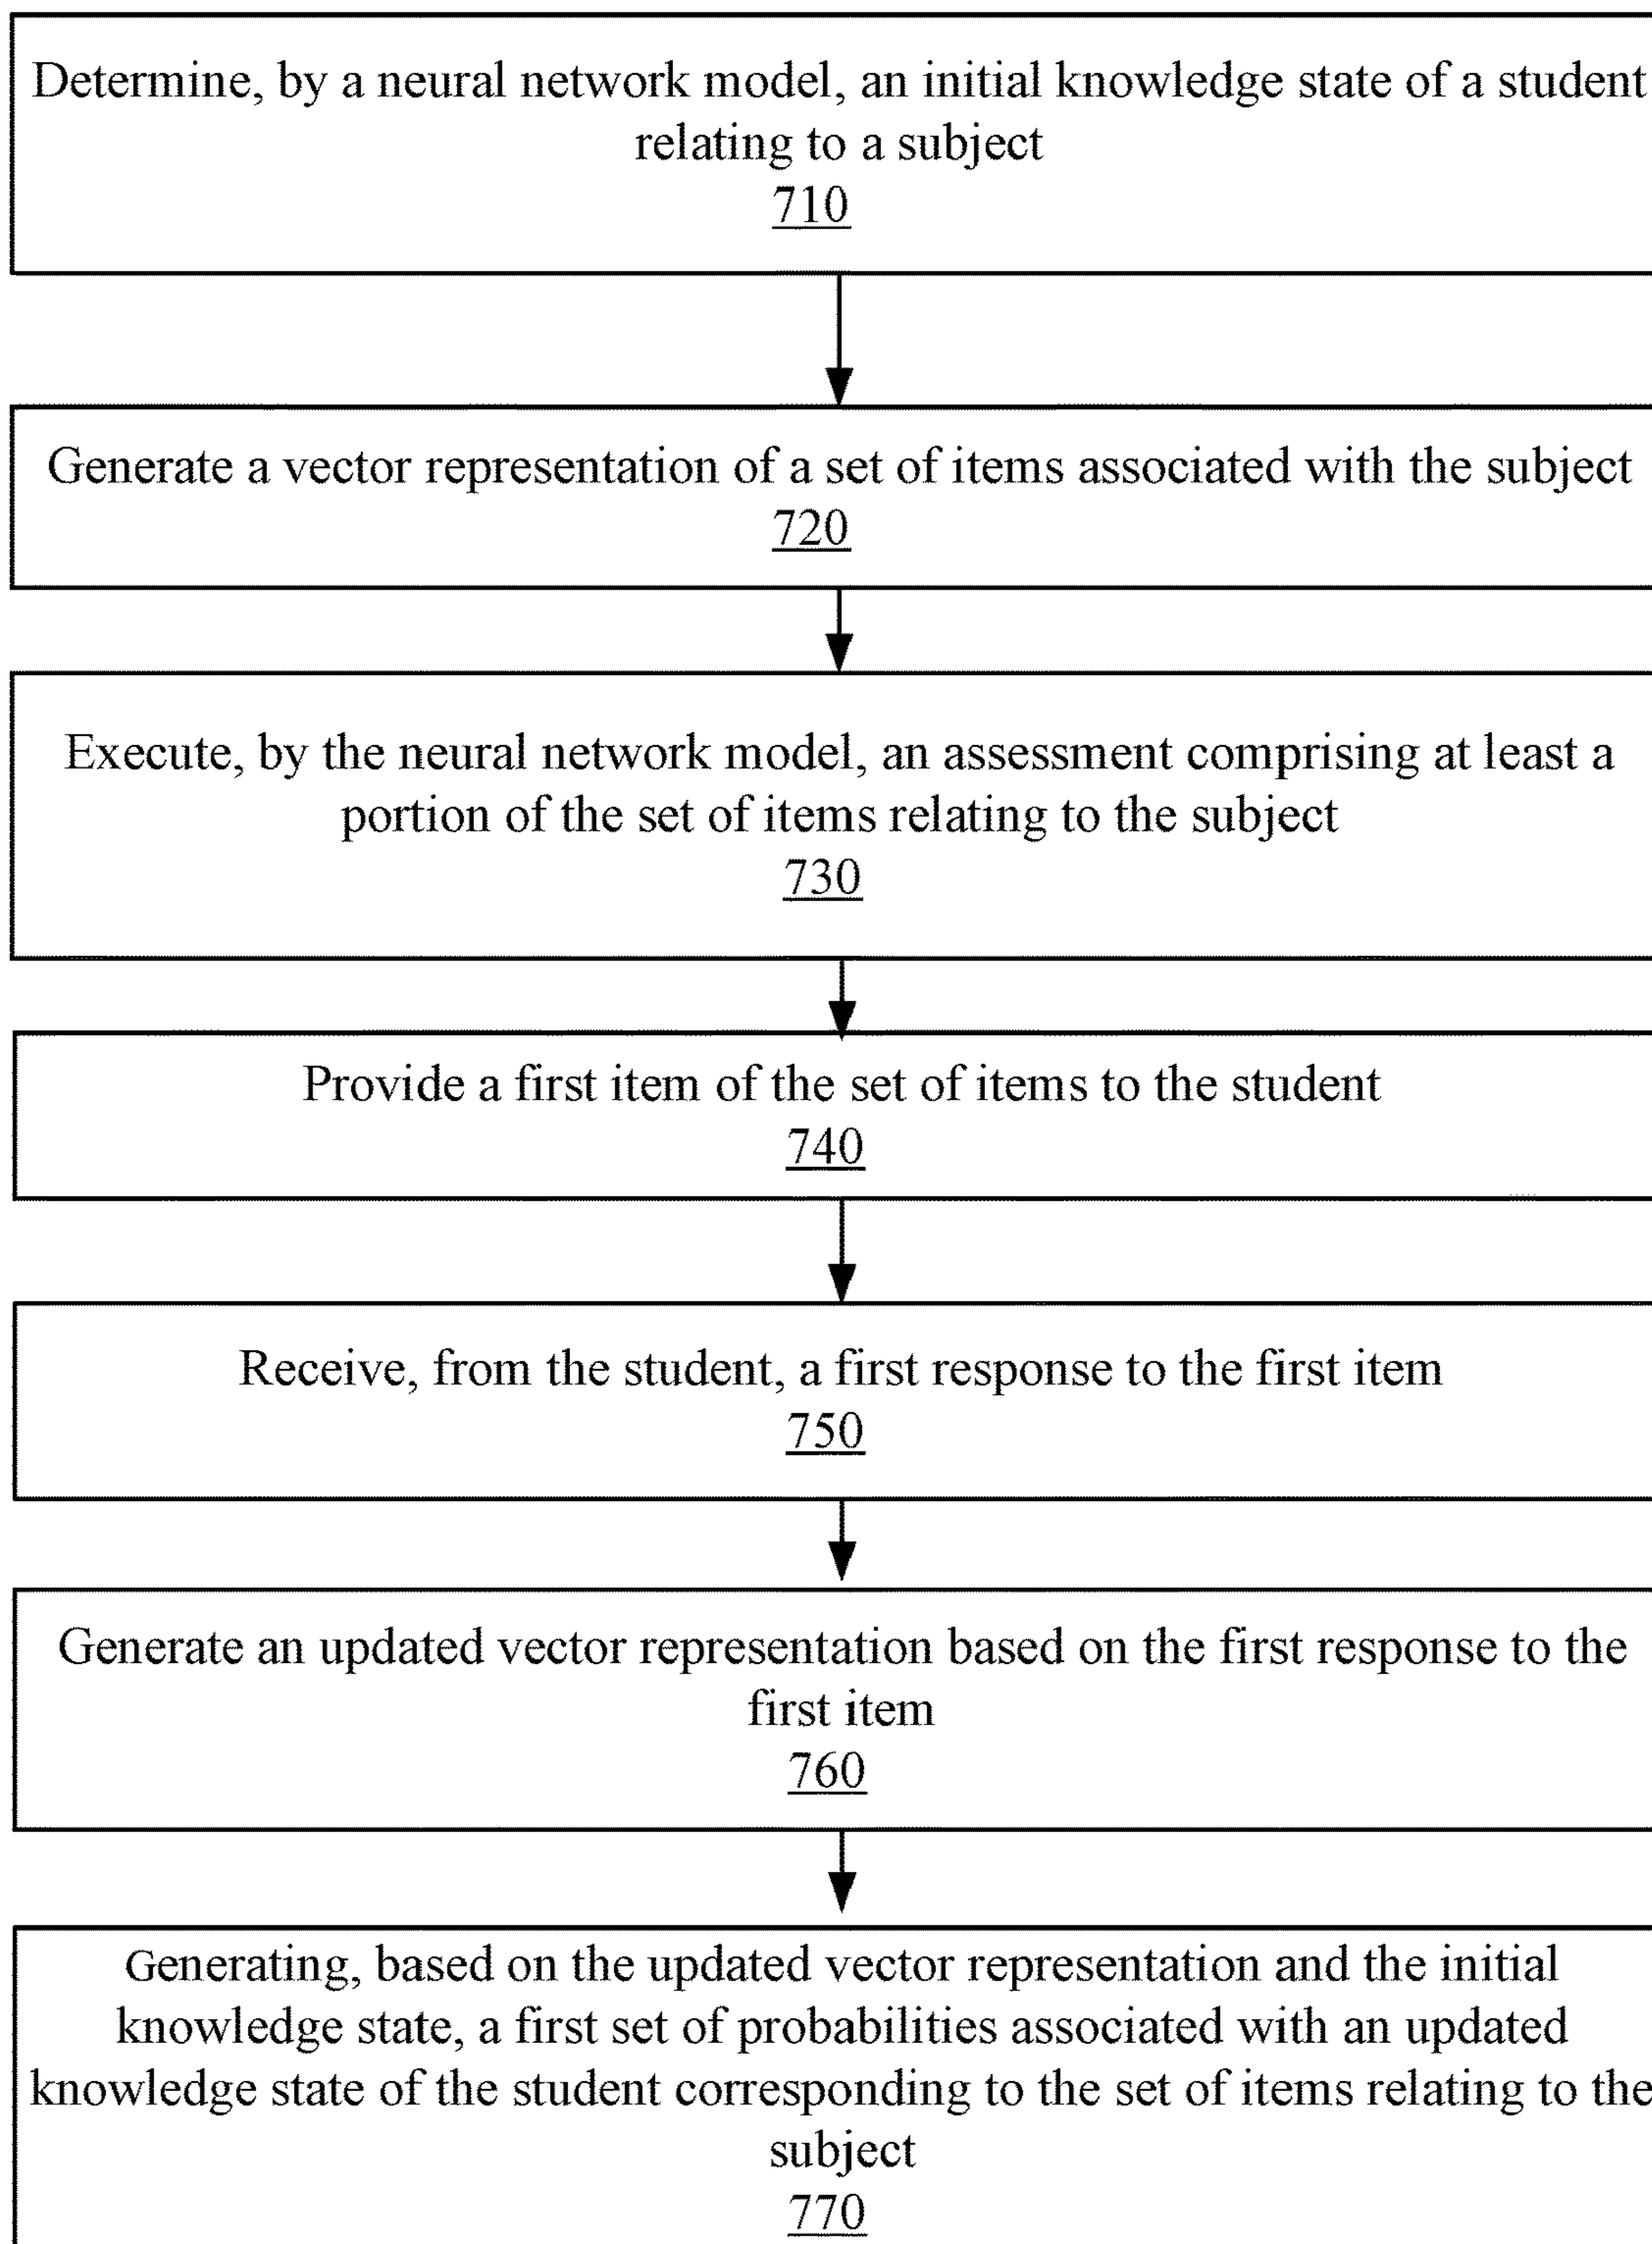 Determine, by a neural network model, an initial knowledge state of a student
relating to a subject
710
Generate a vector representation of a set of items associated with the subject
720
Execute, by the neural network model, an assessment comprising at least a
portion of the set of items relating to the subject
730
Provide a first item of the set of items to the student
740
Receive, from the student, a first response to the first item
750
Generate an updated vector representation based on the first response to the
first item
760
Generating, based on the updated vector representation and the initial
knowledge state, a first set of probabilities associated with an updated
knowledge state of the student corresponding to the set of items relating to the
subject
770